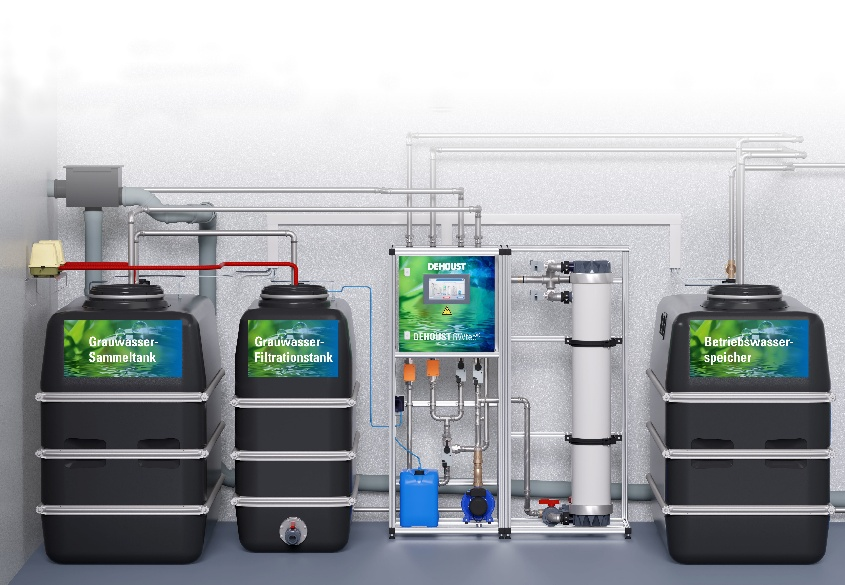 DEHOUST
Grauwasser-
Sammeltank
Grauwasser-
Filtrationstank
DEHOUST
Betriebswasser-
speicher